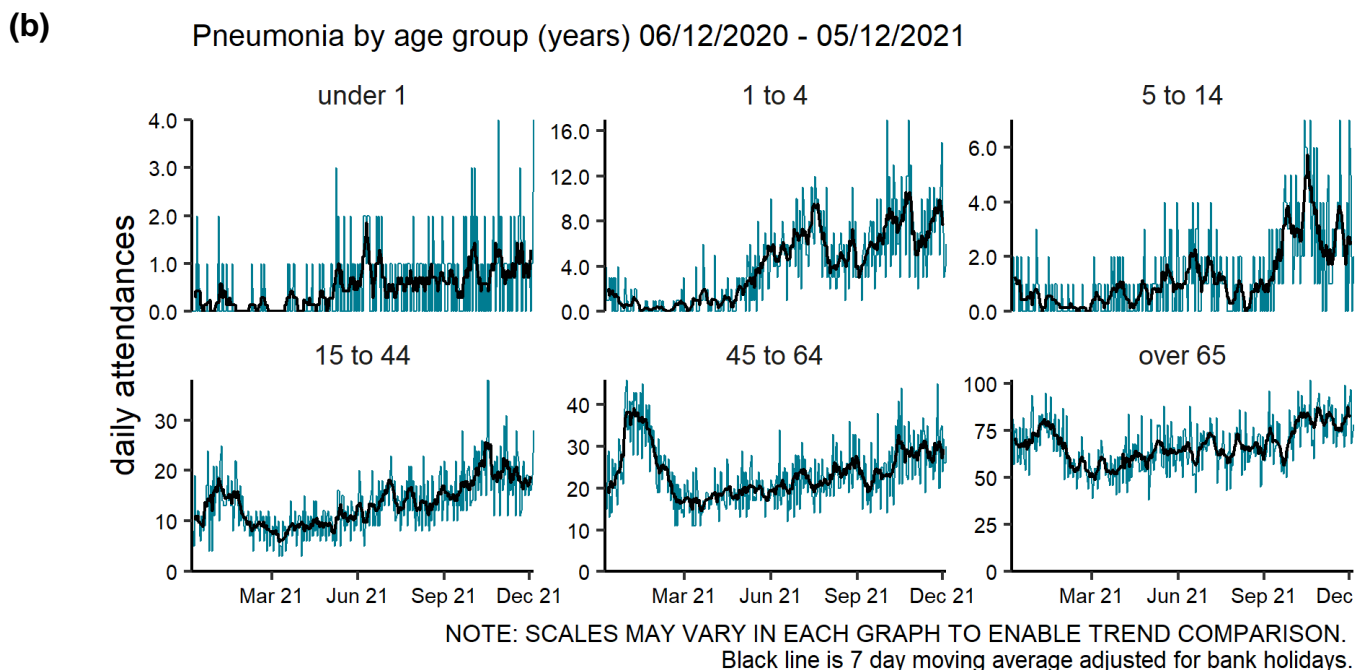 (b)
Pneumonia by age group (years) 06/12/2020 - 05/12/2021
daily attendances
under 1
4.0
3.0
2.0
1.0
0.0
1 to 4
16.0
12.0
8.0
4.0
0.0
5 to 14
6.0
4.0
2.0
0.0
15 to 44
30
20
10
0
Mar 21 Jun 21 Sep 21 Dec 21
45 to 64
40
30
20
10
0
Mar 21 Jun 21 Sep 21 Dec 21
over 65
100
75
50
25
0
Mar 21 Jun 21 Sep 21 Dec
NOTE: SCALES MAY VARY IN EACH GRAPH TO ENABLE TREND COMPARISON.
Black line is 7 day moving average adjusted for bank holidays.